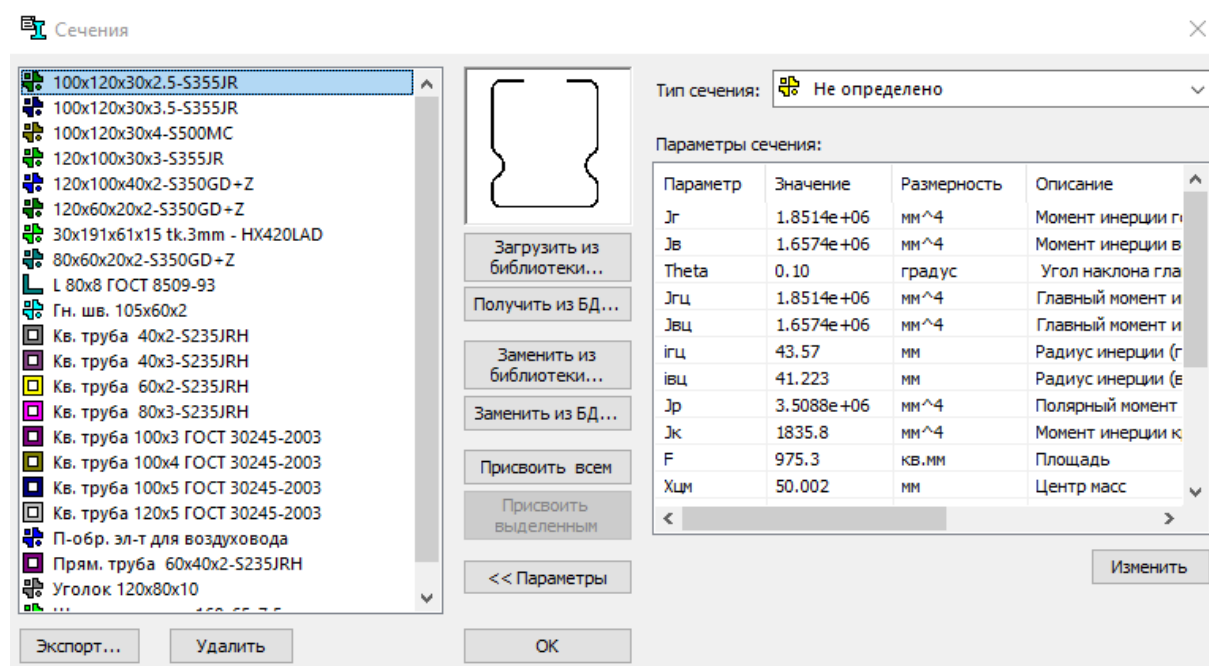 Сечения
100x120x30x2.5-S355JR
100x120x30x3.5-S355JR
100x120x30x4-S500MC
120x100x30x3-S355JR
120x100x40x2-S350GD+Z
120x60x20x2-S350GD+Z
30x191x61x15 tk.3mm - HX420LAD
80x60x20x2-S350GD+Z
L 80x8 ГОСТ 8509-93
Гн. шв. 105x60x2
Кв. труба  40x2-S235JRH
Кв. труба  40x3-S235JRH
Кв. труба  60x2-S235JRH
Кв. труба  80x3-S235JRH
Кв. труба 100x3 ГОСТ 30245-2003
Кв. труба 100x4 ГОСТ 30245-2003
Кв. труба 100x5 ГОСТ 30245-2003
Кв. труба 120x5 ГОСТ 30245-2003
П-обр. эл-т для воздуховода
Прям. труба  60x40x2-S235JRH
Уголок 120x80x10
Экспорт...
Удалить
Загрузить из
библиотеки...
Получить из БД...
Заменить из
библиотеки...
Заменить из БД...
Присвоить всем
Присвоить
выделенным
<< Параметры
OK
Тип сечения: Не определено
Параметры сечения:
Параметр Значение Размерность Описание
Jг 1.8514e+06 мм^4 Момент инерции г
Jв 1.6574e+06 мм^4 Момент инерции в
Theta 0.10 градус Угол наклона гла
Jгц 1.8514e+06 мм^4 Главный момент и
Jвц 1.6574e+06 мм^4 Главный момент и
iгц 43.57 мм Радиус инерции (г
iвц 41.223 мм Радиус инерции (в
Jp 3.5088e+06 мм^4 Полярный момент
Jк 1835.8 мм^4 Момент инерции к
F 975.3 кв.мм Площадь
Xцм 50.002 мм Центр масс
Изменить